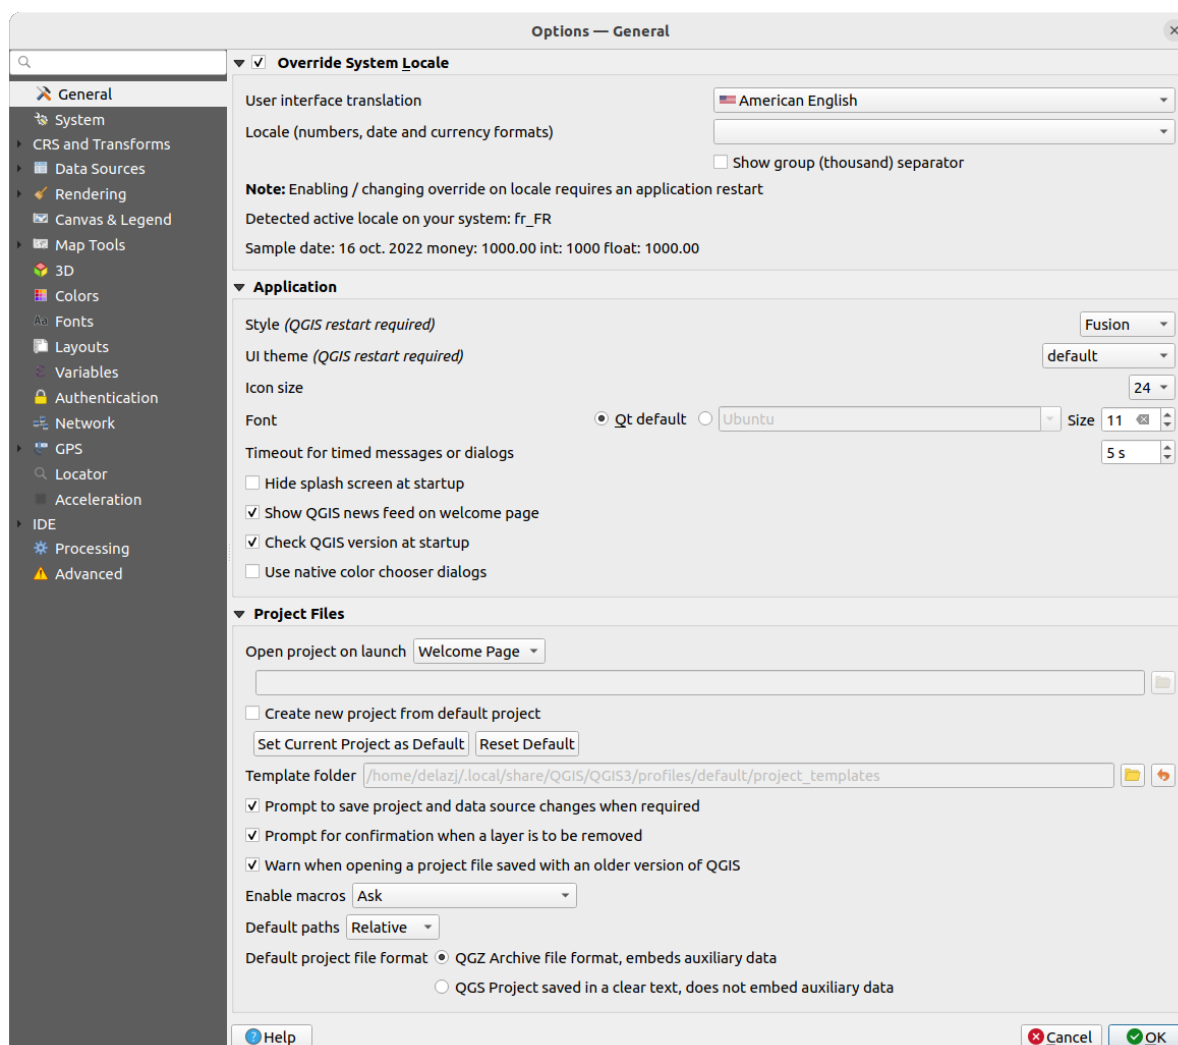 Options — General
Override System Locale
General
User interface translation
American English
System
Locale (numbers, date and currency formats)
CRS and Transforms
Show group (thousand) separator
Data Sources
Note: Enabling / changing override on locale requires an application restart
Rendering
Canvas & Legend
Detected active locale on your system: fr_FR
Map Tools
Sample date: 16 oct. 2022 money: 1000.00 int: 1000 float: 1000.00
3D
Application
Colors
Fonts
Style (QGIS restart required)
Fusion
Layouts
UI theme (QGIS restart required)
default
Variables
Icon size
24
Authentication
Network
Font
Qt default
Ubuntu
Size
11
GPS
Timeout for timed messages or dialogs
5 s
Locator
Hide splash screen at startup
Acceleration
Show QGIS news feed on welcome page
IDE
Check QGIS version at startup
Processing
Use native color chooser dialogs
Advanced
Project Files
Open project on launch
Welcome Page
Create new project from default project
Set Current Project as Default
Reset Default
Template folder
/home/delazj/.local/share/QGIS/QGIS3/profiles/default/project_templates
Prompt to save project and data source changes when required
Prompt for confirmation when a layer is to be removed
Warn when opening a project file saved with an older version of QGIS
Enable macros
Ask
Default paths
Relative
Default project file format
QGZ Archive file format, embeds auxiliary data
QGS Project saved in a clear text, does not embed auxiliary data
Help
Cancel
OK